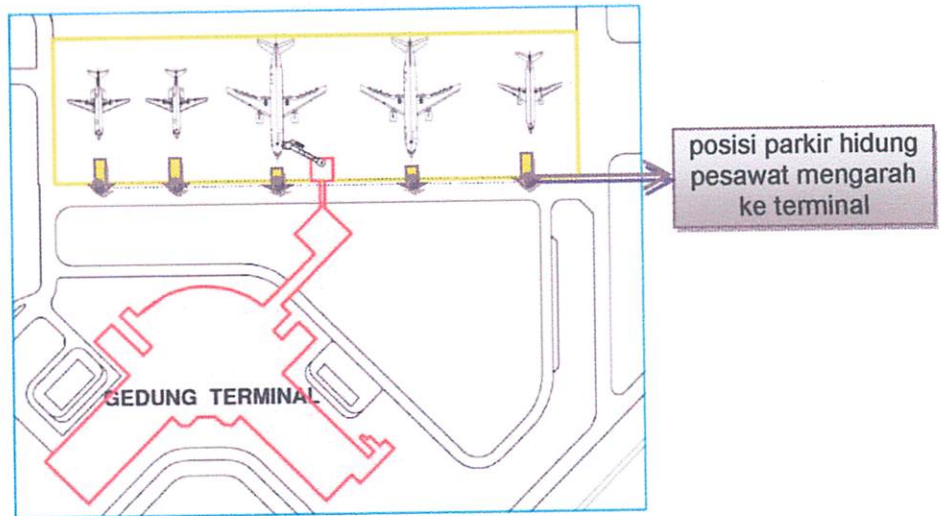 posisi parkir hidung
pesawat mengarah
ke terminal
GEDUNG TERMINAL